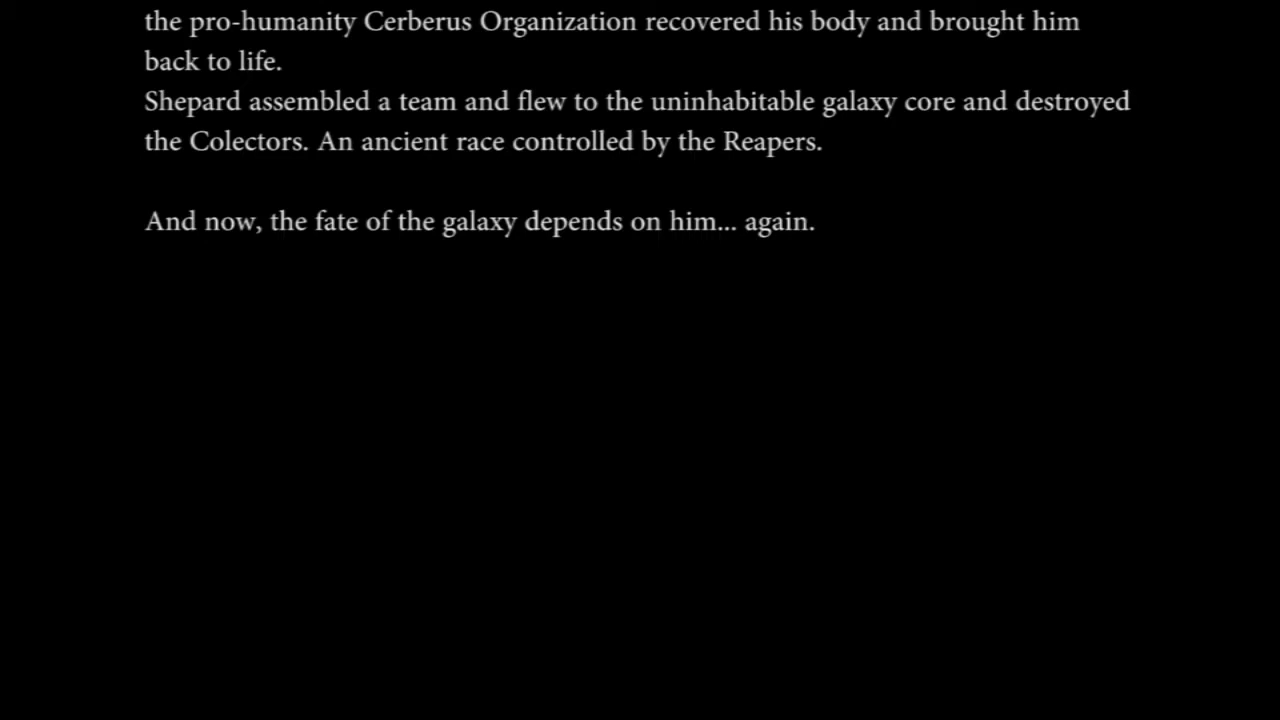 the pro-humanity Cerberus Organization recovered his body and brought him
back to life.
Shepard assembled a team and flew to the uninhabitable galaxy core and destroyed
the Colectors. An ancient race controlled by the Reapers.
And now, the fate of the galaxy depends on him... again.